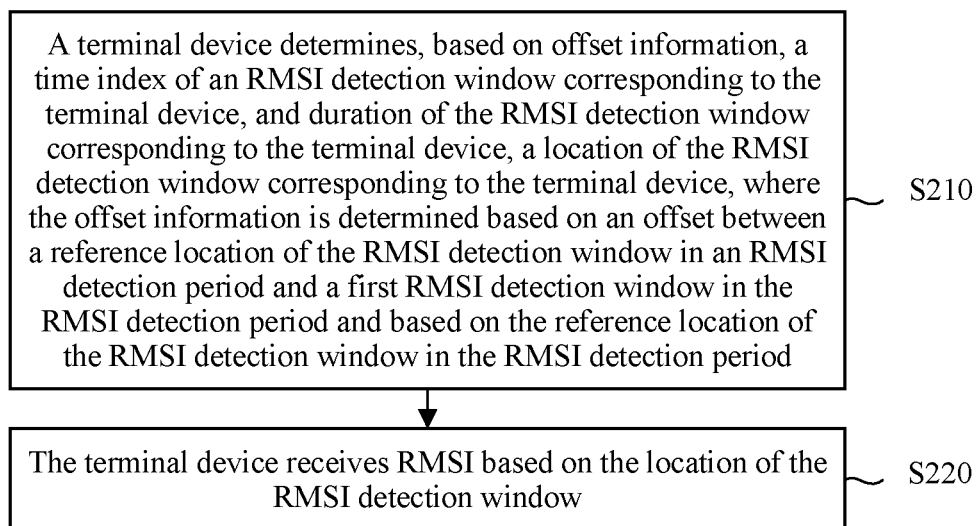 A terminal device determines, based on offset information, a
time index of an RMSI detection window corresponding to the
terminal device, and duration of the RMSI detection window
corresponding to the terminal device, a location of the RMSI
detection window corresponding to the terminal device, where
the offset information is determined based on an offset between
a reference location of the RMSI detection window in an RMSI
detection period and a first RMSI detection window in the
RMSI detection period and based on the reference location of
the RMSI detection window in the RMSI detection period
S210
The terminal device receives RMSI based on the location of the
RMSI detection window
S220